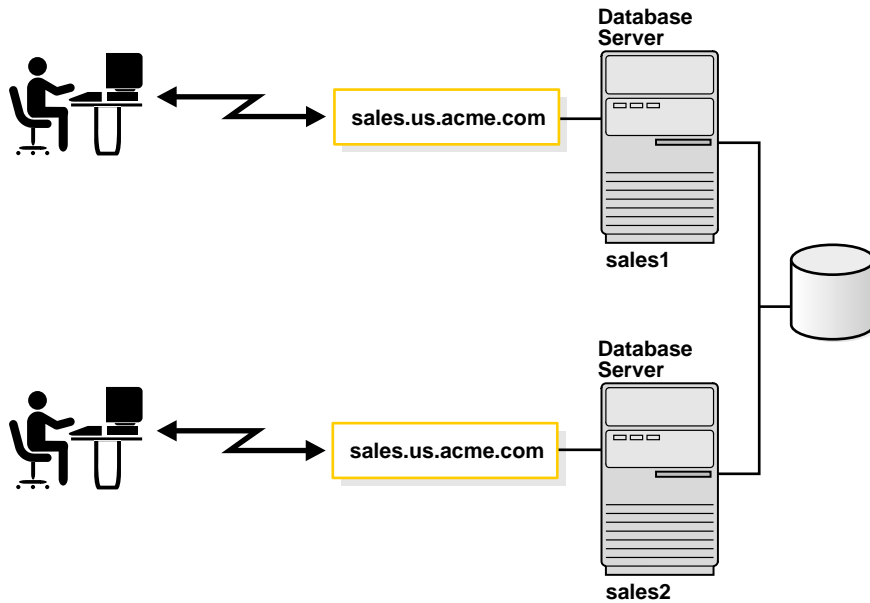 Database
Server
sales.us.acme.com
sales1
Database
Server
sales.us.acme.com
sales2